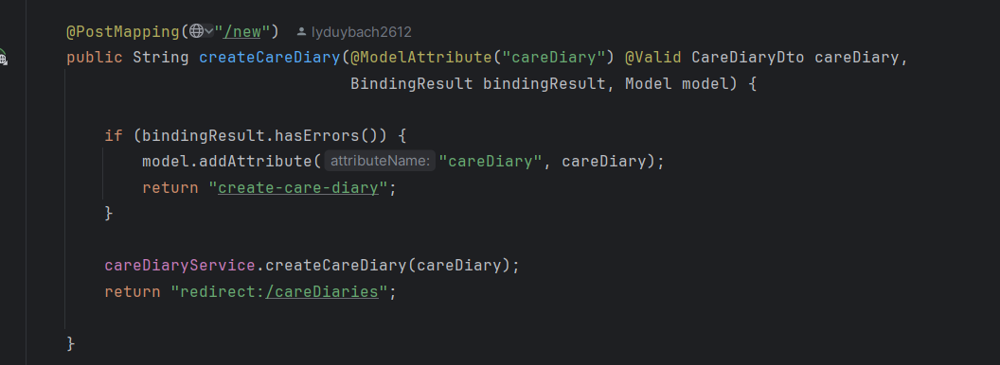 @PostMapping("/new") lyduybach2612
public String createCareDiary(@ModelAttribute("careDiary") @Valid CareDiaryDto careDiary,
BindingResult bindingResult, Model model) {
if (bindingResult.hasErrors()) {
model.addAttribute( attributeName: "careDiary", careDiary);
return "create-care-diary";
}
careDiaryService.createCareDiary(careDiary);
return "redirect:/careDiaries";
}